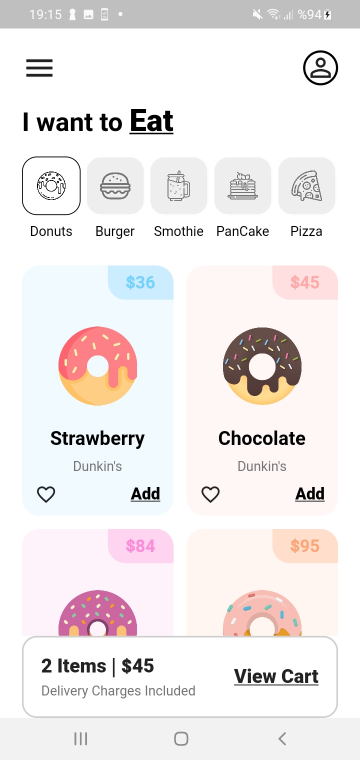 19:15 %94
I want to Eat
Donuts Burger Smothie PanCake Pizza
$36 $45
Strawberry Chocolate
Dunkin's Dunkin's
Add Add
$84 $95
2 Items | $45
View Cart
Delivery Charges Included